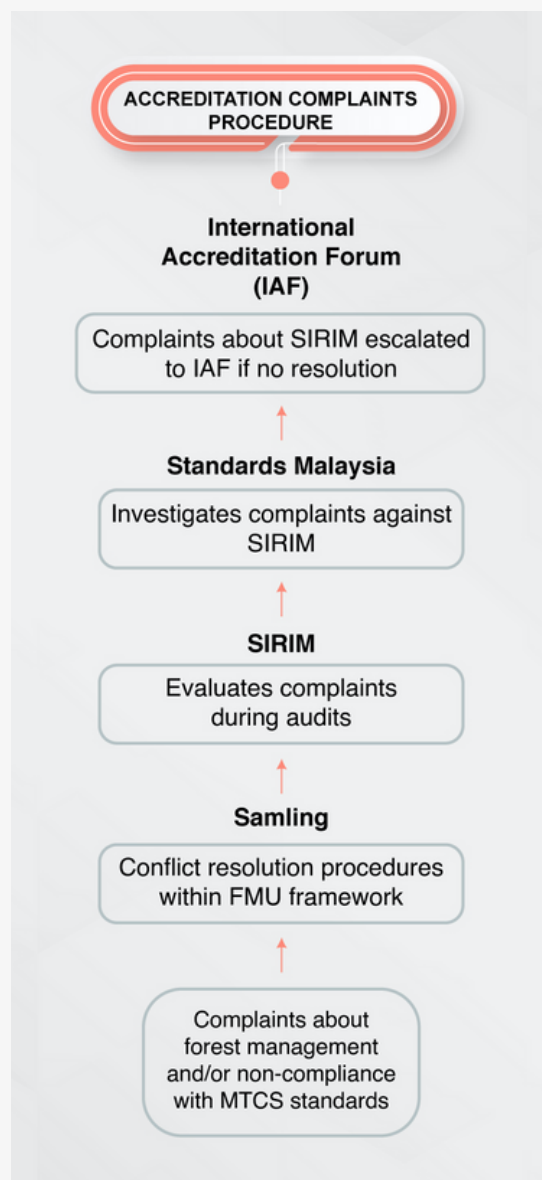 ACCREDITATION COMPLAINTS
PROCEDURE
International
Accreditation Forum
(IAF)
Complaints about SIRIM escalated
to IAF if no resolution
Standards Malaysia
Investigates complaints against
SIRIM
SIRIM
Evaluates complaints
during audits
Samling
Conflict resolution procedures
within FMU framework
Complaints about
forest management
and/or non-compliance
with MTCS standards